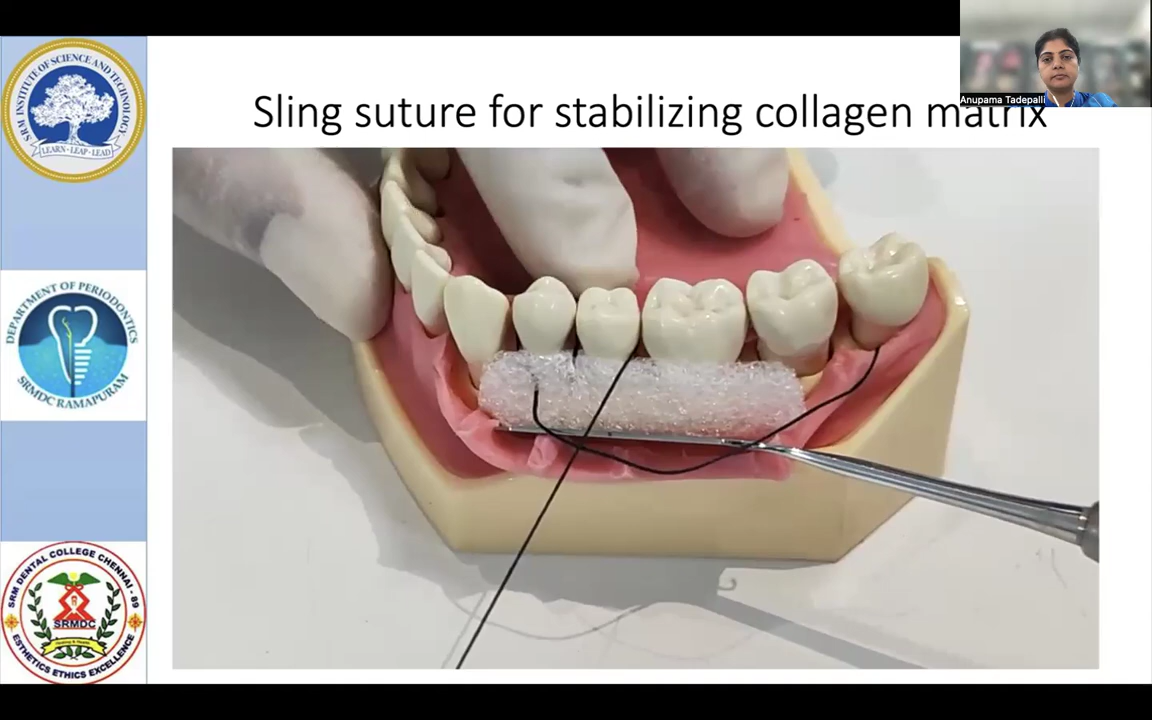 SRM INSTITUTE OF SCIENCE AND TECHNOLOGY
LEARN - LEAP - LEAD
Sling suture for stabilizing collagen matrix
Anupama Tadepalli
DEPARTMENT OF PERIODONTICS
SRMDC RAMAPURAM
SRM DENTAL COLLEGE CHENNAI - 89
SRMDC
ESTHETICS ETHICS EXCELLENCE